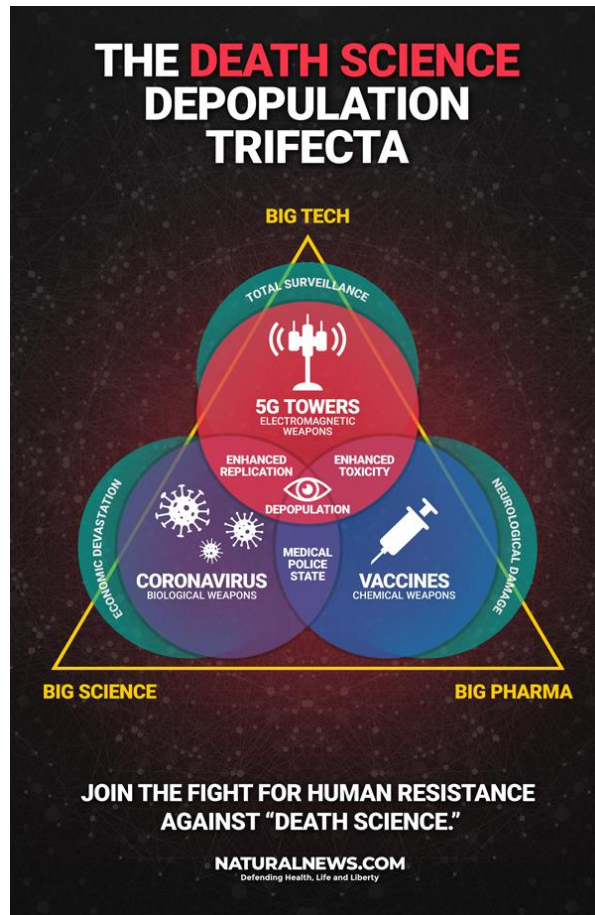 THE DEATH SCIENCE
DEPOPULATION
TRIFECTA
BIG TECH
TOTAL SURVEILLANCE
5G TOWERS
ELECTROMAGNETIC
WEAPONS
ENHANCED
REPLICATION
ENHANCED
TOXICITY
DEPOPULATION
ECONOMIC DEVASTATION
NEUROLOGICAL DAMAGE
MEDICAL
POLICE
STATE
CORONAVIRUS
BIOLOGICAL WEAPONS
VACCINES
CHEMICAL WEAPONS
BIG SCIENCE
BIG PHARMA
JOIN THE FIGHT FOR HUMAN RESISTANCE
AGAINST “DEATH SCIENCE.”
NATURALNEWS.COM
Defending Health, Life and Liberty